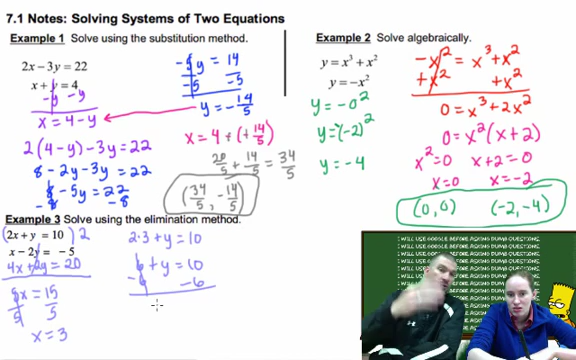 7.1 Notes: Solving Systems of Two Equations
Example 1 Solve using the substitution method.
2x − 3y = 22
x + y = 4
−y −y
x = 4 − y
2(4−y) −3y = 22
8 − 2y − 3y = 22
8 − 5y = 22
−8 −8
−5y = 14
−5 −5
y = −14/5
x = 4 + (+14/5)
20/5 + 14/5 = 34/5
(34/5, −14/5)
Example 2 Solve algebraically.
y = x³ + x²
y = −x²
y = −0²
y = −(−2)²
y = −4
−x² = x³ + x²
+x² +x²
0 = x³ + 2x²
0 = x²(x+2)
x² = 0 x+2 = 0
x = 0 x = −2
(0,0) (−2,−4)
Example 3 Solve using the elimination method.
(2x + y = 10) 2
x − 2y = −5
4x + 2y = 20
5x = 15
5 5
x = 3
2·3 + y = 10
6 + y = 10
−6 −6
I WILL USE GOOGLE BEFORE ASKING DUMB QUESTIONS.